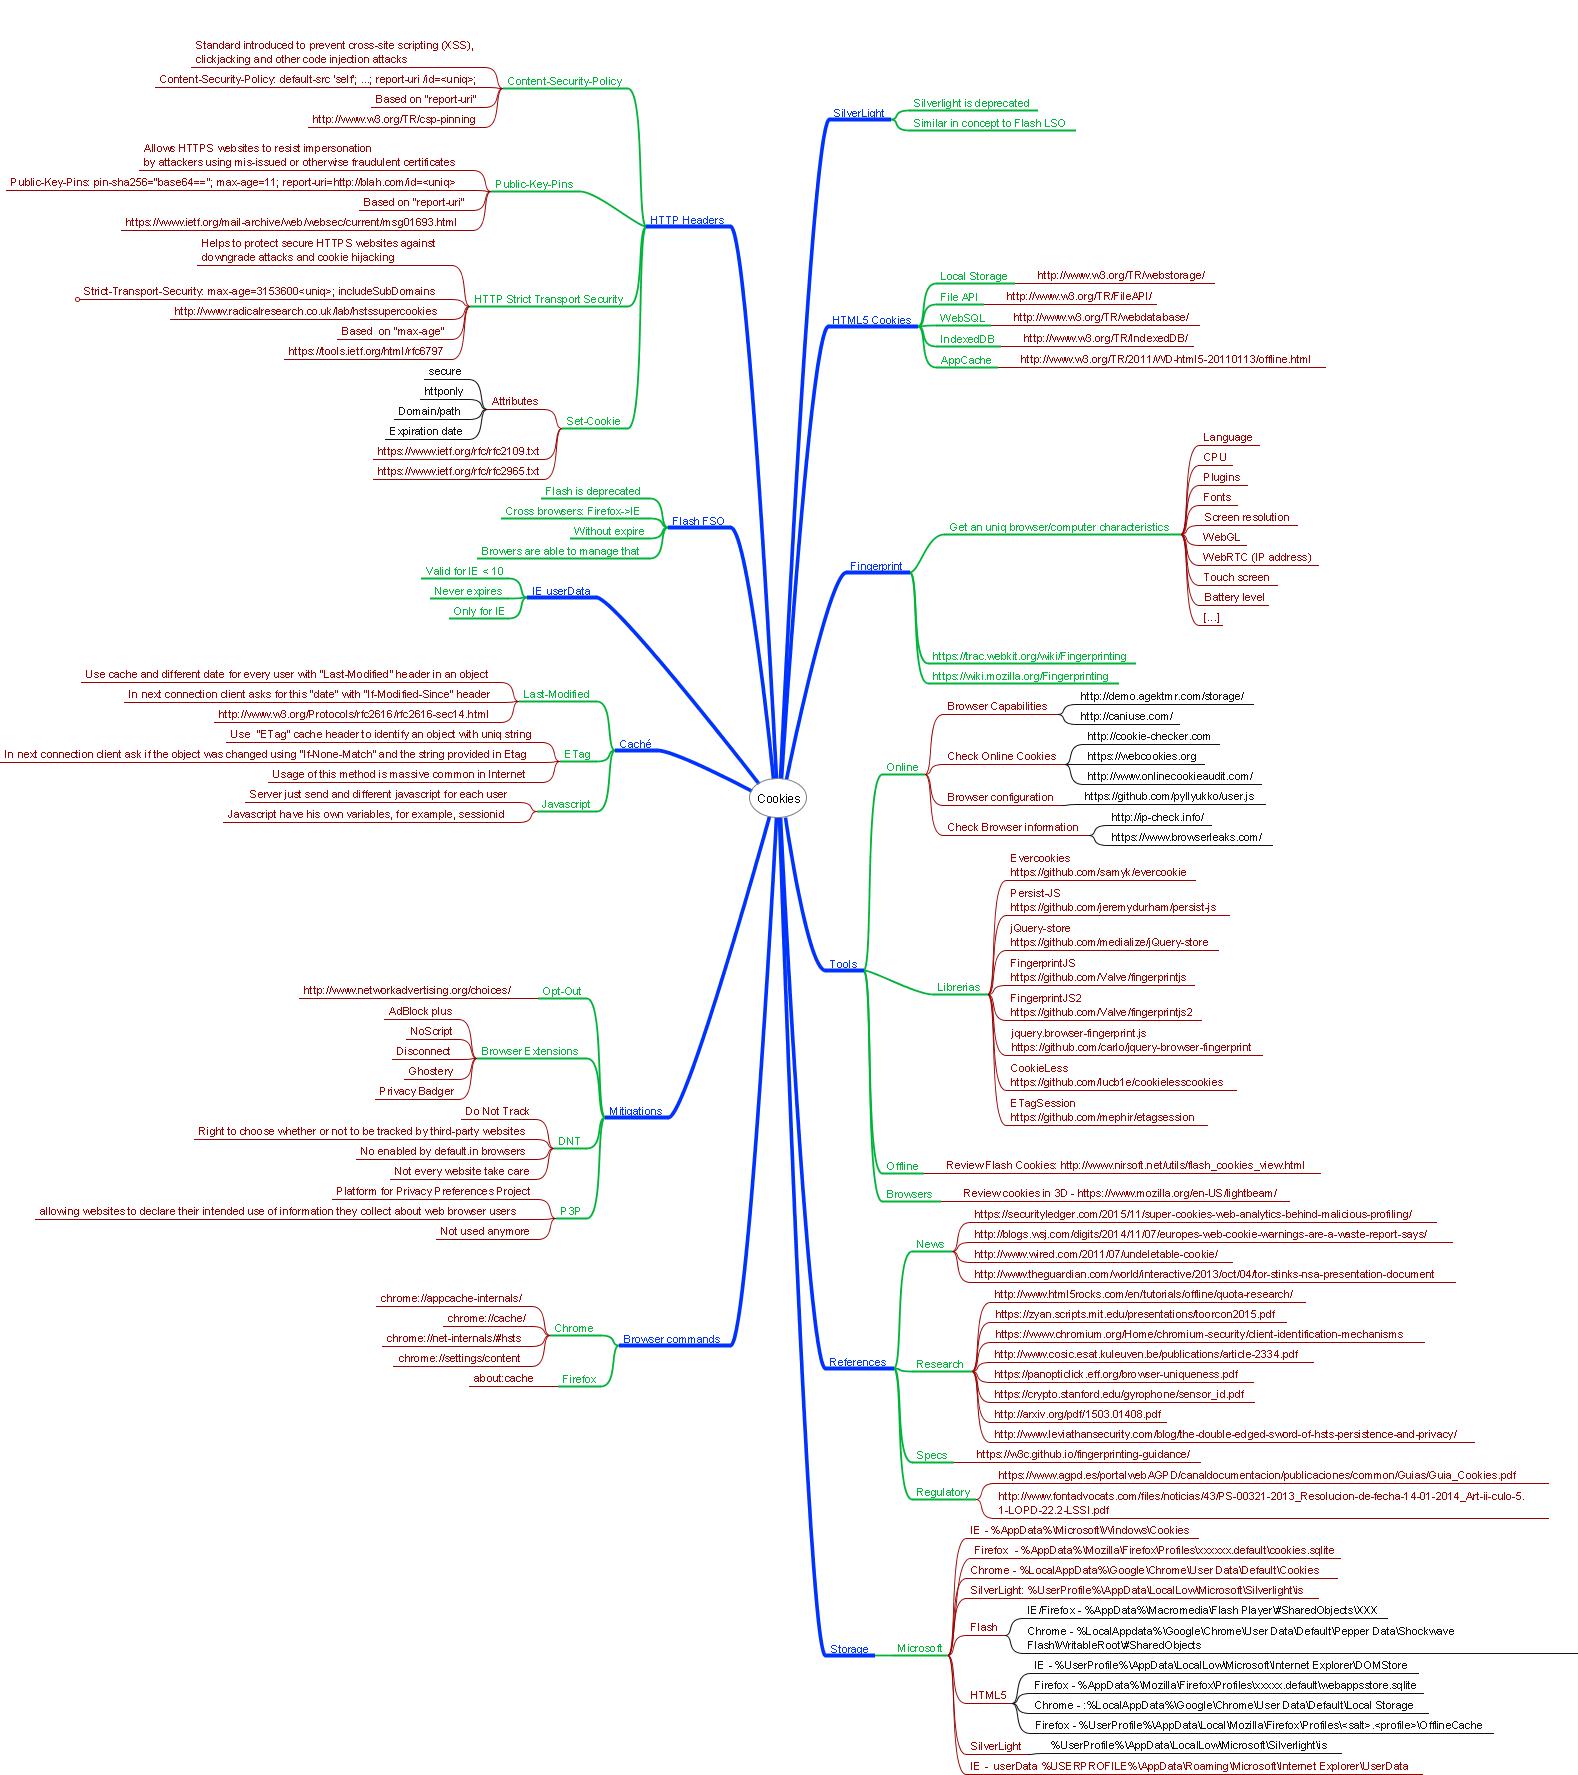 Cookies
HTTP Headers
Content-Security-Policy
Standard introduced to prevent cross-site scripting (XSS),
clickjacking and other code injection attacks
Content-Security-Policy: default-src 'self'; ...; report-uri /id=<uniq>;
Based on "report-uri"
http://www.w3.org/TR/csp-pinning
Public-Key-Pins
Allows HTTPS websites to resist impersonation
by attackers using mis-issued or otherwise fraudulent certificates
Public-Key-Pins: pin-sha256="base64=="; max-age=11; report-uri=http://blah.com/id=<uniq>
Based on "report-uri"
https://www.ietf.org/mail-archive/web/websec/current/msg01693.html
HTTP Strict Transport Security
Helps to protect secure HTTPS websites against
downgrade attacks and cookie hijacking
Strict-Transport-Security: max-age=3153600<uniq>; includeSubDomains
http://www.radicalresearch.co.uk/lab/hstssupercookies
Based on "max-age"
https://tools.ietf.org/html/rfc6797
Set-Cookie
Attributes
secure
httponly
Domain/path
Expiration date
https://www.ietf.org/rfc/rfc2109.txt
https://www.ietf.org/rfc/rfc2965.txt
Flash FSO
Flash is deprecated
Cross browsers: Firefox->IE
Without expire
Browers are able to manage that
IE userData
Valid for IE < 10
Never expires
Only for IE
Caché
Last-Modified
Use cache and different date for every user with "Last-Modified" header in an object
In next connection client asks for this "date" with "If-Modified-Since" header
http://www.w3.org/Protocols/rfc2616/rfc2616-sec14.html
ETag
Use "ETag" cache header to identify an object with uniq string
In next connection client ask if the object was changed using "If-None-Match" and the string provided in Etag
Usage of this method is massive common in Internet
Javascript
Server just send and different javascript for each user
Javascript have his own variables, for example, sessionid
Mitigations
Opt-Out
http://www.networkadvertising.org/choices/
Browser Extensions
AdBlock plus
NoScript
Disconnect
Ghostery
Privacy Badger
DNT
Do Not Track
Right to choose whether or not to be tracked by third-party websites
No enabled by default.in browsers
Not every website take care
P3P
Platform for Privacy Preferences Project
allowing websites to declare their intended use of information they collect about web browser users
Not used anymore
Browser commands
Chrome
chrome://appcache-internals/
chrome://cache/
chrome://net-internals/#hsts
chrome://settings/content
Firefox
about:cache
SilverLight
Silverlight is deprecated
Similar in concept to Flash LSO
HTML5 Cookies
Local Storage
http://www.w3.org/TR/webstorage/
File API
http://www.w3.org/TR/FileAPI/
WebSQL
http://www.w3.org/TR/webdatabase/
IndexedDB
http://www.w3.org/TR/IndexedDB/
AppCache
http://www.w3.org/TR/2011/WD-html5-20110113/offline.html
Fingerprint
Get an uniq browser/computer characteristics
Language
CPU
Plugins
Fonts
Screen resolution
WebGL
WebRTC (IP address)
Touch screen
Battery level
[...]
https://trac.webkit.org/wiki/Fingerprinting
https://wiki.mozilla.org/Fingerprinting
Tools
Online
Browser Capabilities
http://demo.agektmr.com/storage/
http://caniuse.com/
Check Online Cookies
http://cookie-checker.com
https://webcookies.org
http://www.onlinecookieaudit.com/
Browser configuration
https://github.com/pyllyukko/user.js
Check Browser information
http://ip-check.info/
https://www.browserleaks.com/
Librerias
Evercookies
https://github.com/samyk/evercookie
Persist-JS
https://github.com/jeremydurham/persist-js
jQuery-store
https://github.com/medialize/jQuery-store
FingerprintJS
https://github.com/Valve/fingerprintjs
FingerprintJS2
https://github.com/Valve/fingerprintjs2
jquery.browser-fingerprint.js
https://github.com/carlo/jquery-browser-fingerprint
CookieLess
https://github.com/lucb1e/cookielesscookies
ETagSession
https://github.com/mephir/etagsession
Offline
Review Flash Cookies: http://www.nirsoft.net/utils/flash_cookies_view.html
Browsers
Review cookies in 3D - https://www.mozilla.org/en-US/lightbeam/
References
News
https://securityledger.com/2015/11/super-cookies-web-analytics-behind-malicious-profiling/
http://blogs.wsj.com/digits/2014/11/07/europes-web-cookie-warnings-are-a-waste-report-says/
http://www.wired.com/2011/07/undeletable-cookie/
http://www.theguardian.com/world/interactive/2013/oct/04/tor-stinks-nsa-presentation-document
Research
http://www.html5rocks.com/en/tutorials/offline/quota-research/
https://zyan.scripts.mit.edu/presentations/toorcon2015.pdf
https://www.chromium.org/Home/chromium-security/client-identification-mechanisms
http://www.cosic.esat.kuleuven.be/publications/article-2334.pdf
https://panopticlick.eff.org/browser-uniqueness.pdf
https://crypto.stanford.edu/gyrophone/sensor_id.pdf
http://arxiv.org/pdf/1503.01408.pdf
http://www.leviathansecurity.com/blog/the-double-edged-sword-of-hsts-persistence-and-privacy/
Specs
https://w3c.github.io/fingerprinting-guidance/
Regulatory
https://www.agpd.es/portalwebAGPD/canaldocumentacion/publicaciones/common/Guias/Guia_Cookies.pdf
http://www.fontadvocats.com/files/noticias/43/PS-00321-2013_Resolucion-de-fecha-14-01-2014_Art-ii-culo-5.
1-LOPD-22.2-LSSI.pdf
Storage
Microsoft
IE - %AppData%\Microsoft\Windows\Cookies
Firefox - %AppData%\Mozilla\Firefox\Profiles\xxxxxx.default\cookies.sqlite
Chrome - %LocalAppData%\Google\Chrome\User Data\Default\Cookies
SilverLight: %UserProfile%\AppData\LocalLow\Microsoft\Silverlight\is
Flash
IE/Firefox - %AppData%\Macromedia\Flash Player\#SharedObjects\XXX
Chrome - %LocalAppdata%\Google\Chrome\User Data\Default\Pepper Data\Shockwave
Flash\WritableRoot\#SharedObjects
HTML5
IE - %UserProfile%\AppData\LocalLow\Microsoft\Internet Explorer\DOMStore
Firefox - %AppData%\Mozilla\Firefox\Profiles\xxxxx.default\webappsstore.sqlite
Chrome - :%LocalAppData%\Google\Chrome\User Data\Default\Local Storage
Firefox - %UserProfile%\AppData\Local\Mozilla\Firefox\Profiles\<salt>.<profile>\OfflineCache
SilverLight
%UserProfile%\AppData\LocalLow\Microsoft\Silverlight\is
IE - userData %USERPROFILE%\AppData\Roaming\Microsoft\Internet Explorer\UserData